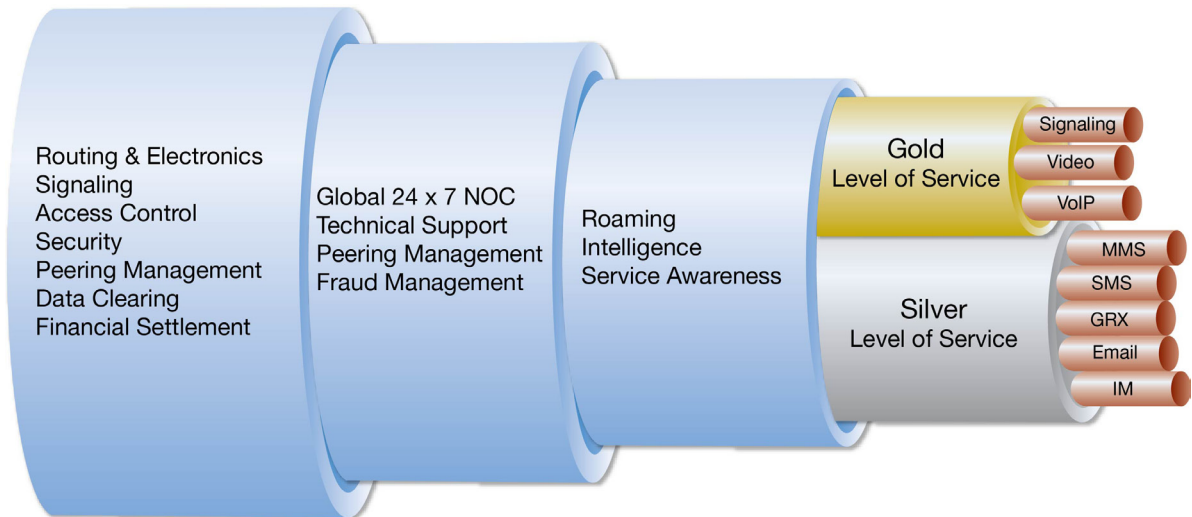 Routing & Electronics
Signaling
Access Control
Security
Peering Management
Data Clearing
Financial Settlement
Global 24 x 7 NOC
Technical Support
Peering Management
Fraud Management
Roaming
Intelligence
Service Awareness
Gold
Level of Service
Signaling
Video
VoIP
Silver
Level of Service
MMS
SMS
GRX
Email
IM